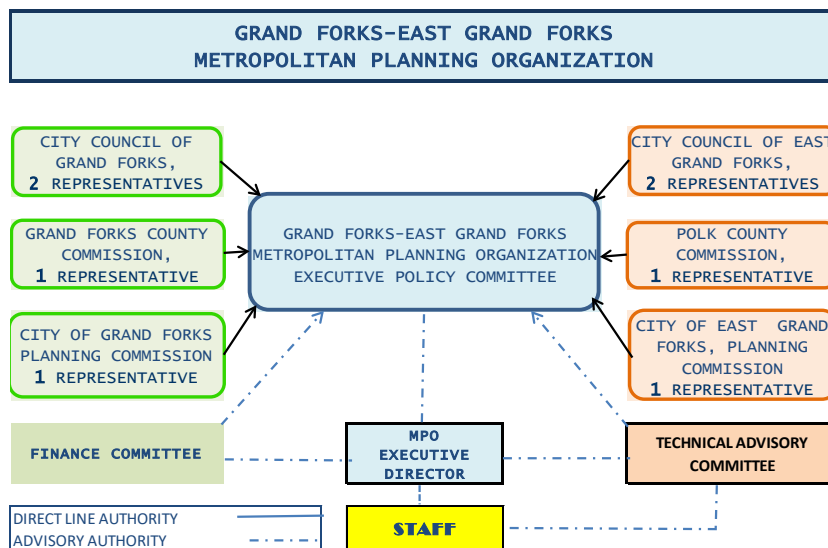 GRAND FORKS-EAST GRAND FORKS
METROPOLITAN PLANNING ORGANIZATION
CITY COUNCIL OF
GRAND FORKS,
2 REPRESENTATIVES
GRAND FORKS COUNTY
COMMISSION,
1 REPRESENTATIVE
CITY OF GRAND FORKS
PLANNING COMMISSION
1 REPRESENTATIVE
GRAND FORKS-EAST GRAND FORKS
METROPOLITAN PLANNING ORGANIZATION
EXECUTIVE POLICY COMMITTEE
CITY COUNCIL OF EAST
GRAND FORKS,
2 REPRESENTATIVES
POLK COUNTY
COMMISSION,
1 REPRESENTATIVE
CITY OF EAST GRAND
FORKS, PLANNING
COMMISSION
1 REPRESENTATIVE
FINANCE COMMITTEE
MPO
EXECUTIVE
DIRECTOR
TECHNICAL ADVISORY
COMMITTEE
STAFF
DIRECT LINE AUTHORITY
ADVISORY AUTHORITY